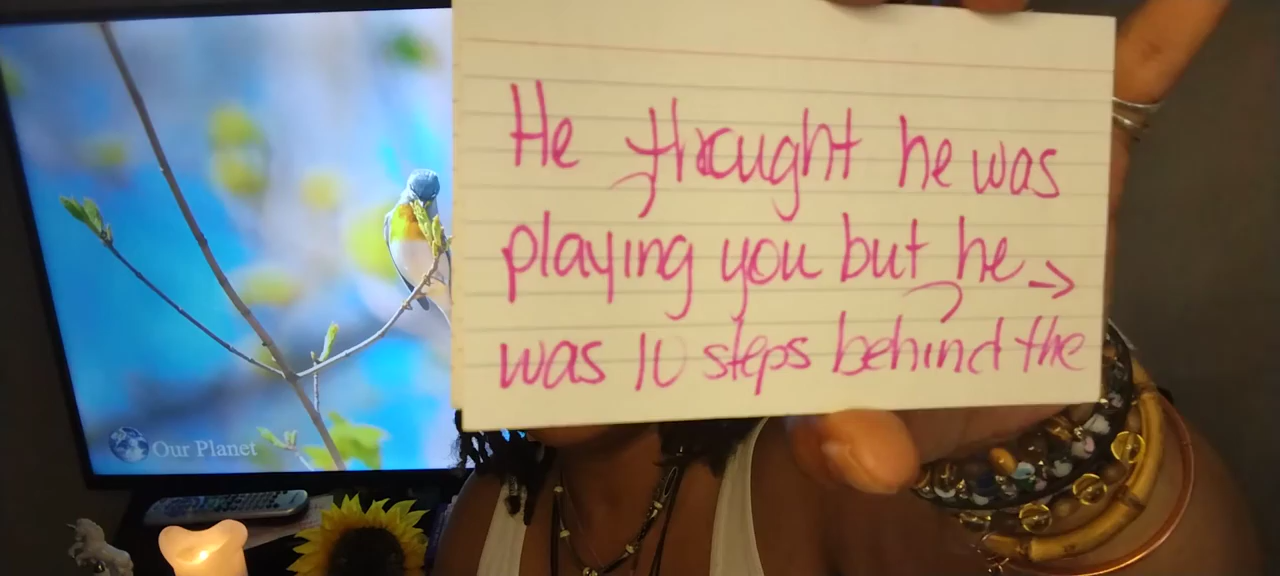 He thought he was
playing you but he →
was 10 steps behind the
Our Planet